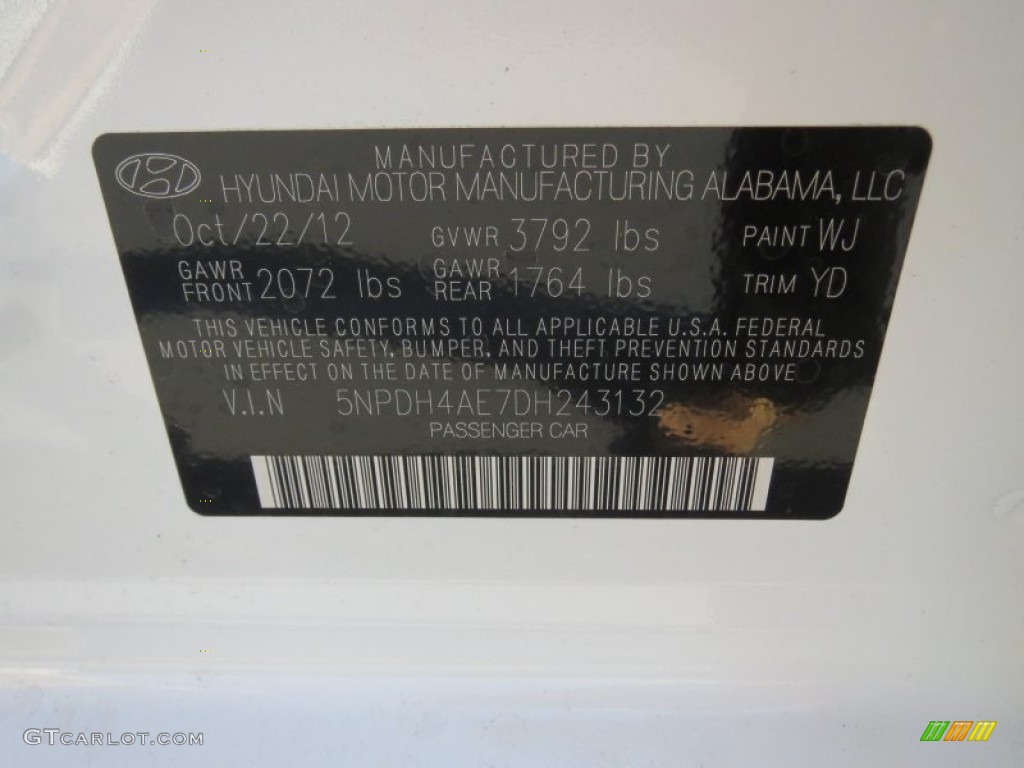 MANUFACTURED BY
HYUNDAI MOTOR MANUFACTURING ALABAMA, LLC
Oct/22/12 GVWR 3792 lbs PAINT WJ
GAWR FRONT 2072 lbs GAWR REAR 1764 lbs TRIM YD
THIS VEHICLE CONFORMS TO ALL APPLICABLE U.S.A. FEDERAL
MOTOR VEHICLE SAFETY, BUMPER, AND THEFT PREVENTION STANDARDS
IN EFFECT ON THE DATE OF MANUFACTURE SHOWN ABOVE
V.I.N 5NPDH4AE7DH243132
PASSENGER CAR
GTCARLOT.COM